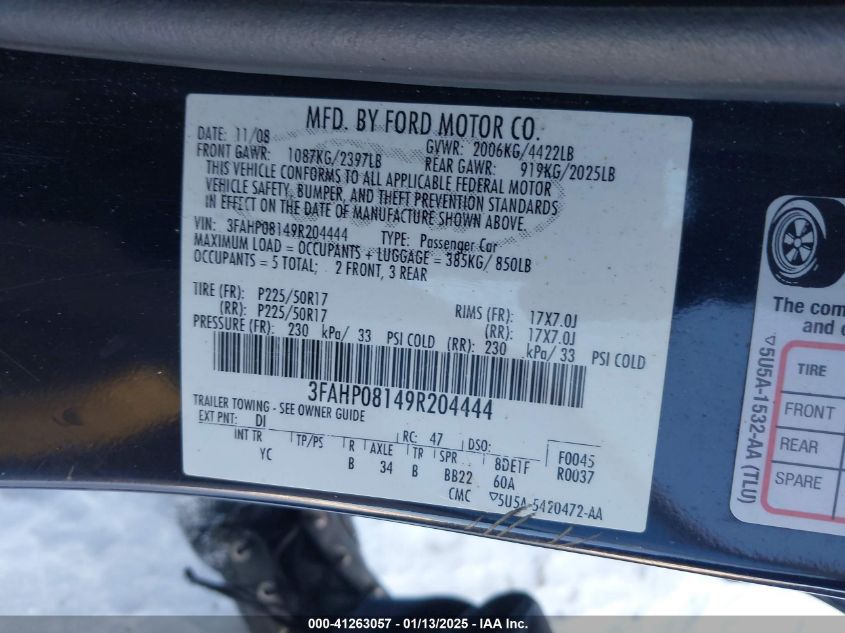 MFD. BY FORD MOTOR CO.
DATE: 11/08 GVWR: 2006KG/4422LB
FRONT GAWR: 1087KG/2397LB REAR GAWR: 919KG/2025LB
THIS VEHICLE CONFORMS TO ALL APPLICABLE FEDERAL MOTOR
VEHICLE SAFETY, BUMPER, AND THEFT PREVENTION STANDARDS
IN EFFECT ON THE DATE OF MANUFACTURE SHOWN ABOVE.
VIN: 3FAHP08149R204444 TYPE: Passenger Car
MAXIMUM LOAD = OCCUPANTS + LUGGAGE = 385KG/ 850LB
OCCUPANTS = 5 TOTAL; 2 FRONT, 3 REAR
TIRE (FR): P225/50R17 RIMS (FR): 17X7.0J
(RR): P225/50R17 (RR): 17X7.0J
PRESSURE (FR): 230 kPa/ 33 PSI COLD (RR): 230 kPa/ 33 PSI COLD
3FAHP08149R204444
TRAILER TOWING - SEE OWNER GUIDE
EXT PNT: DI RC: 47 DSO: F0045
INT TR TP/PS R AXLE TR SPR 8DE1F R0037
YC B 34 B BB22 60A
CMC ▽5U5A-5420472-AA
The com
and c
TIRE
FRONT
REAR
SPARE
▽5U5A-1532-AA (TLU)
000-41263057 - 01/13/2025 - IAA Inc.